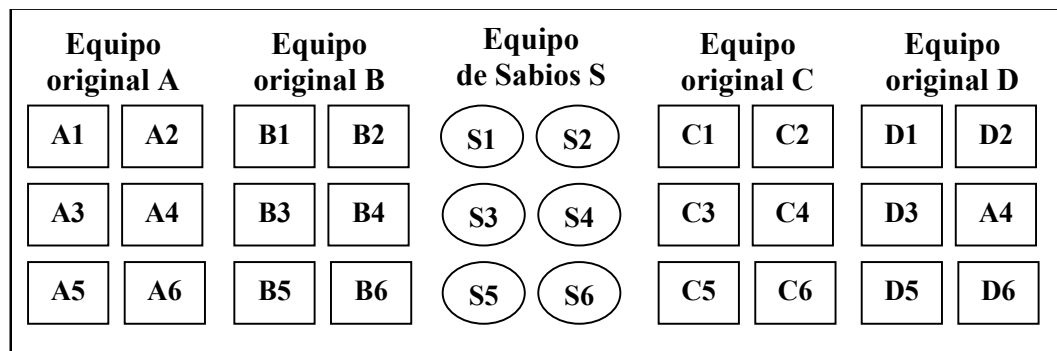 Equipo original A
Equipo original B
Equipo de Sabios S
Equipo original C
Equipo original D
A1 A2 B1 B2 S1 S2 C1 C2 D1 D2
A3 A4 B3 B4 S3 S4 C3 C4 D3 A4
A5 A6 B5 B6 S5 S6 C5 C6 D5 D6